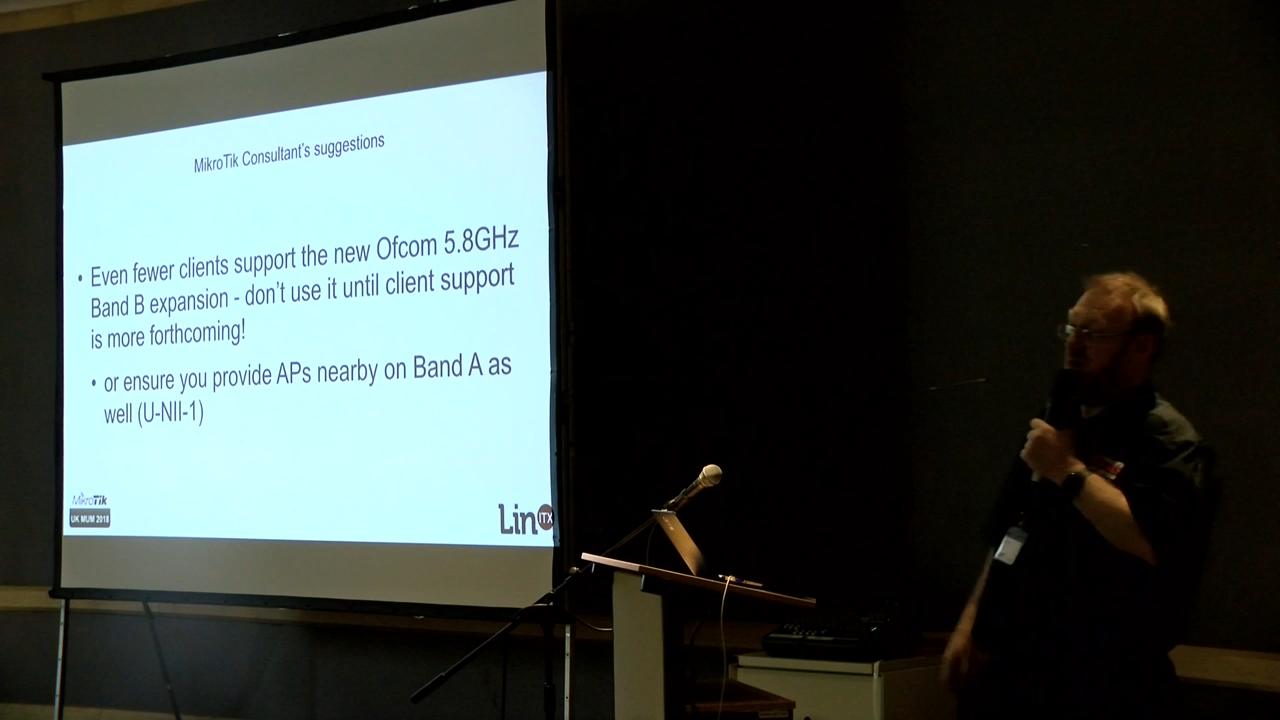 MikroTik Consultant's suggestions
• Even fewer clients support the new Ofcom 5.8GHz
Band B expansion - don't use it until client support
is more forthcoming!
• or ensure you provide APs nearby on Band A as
well (U-NII-1)
MikroTik
UK MUM 2018
LinITX